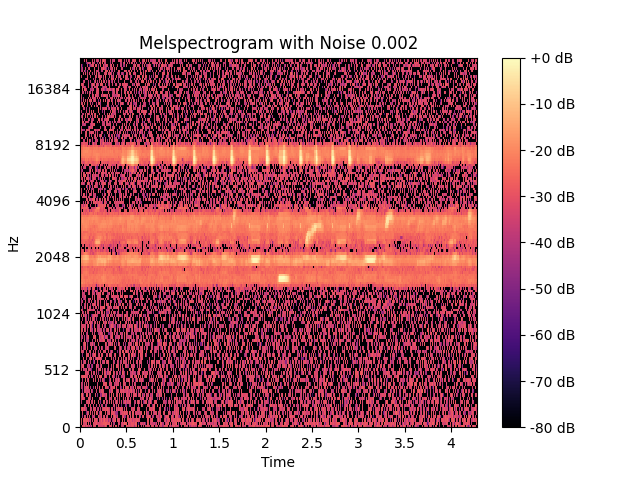 Melspectrogram with Noise 0.002
Hz
16384
8192
4096
2048
1024
512
0
0 0.5 1 1.5 2 2.5 3 3.5 4
Time
+0 dB
-10 dB
-20 dB
-30 dB
-40 dB
-50 dB
-60 dB
-70 dB
-80 dB